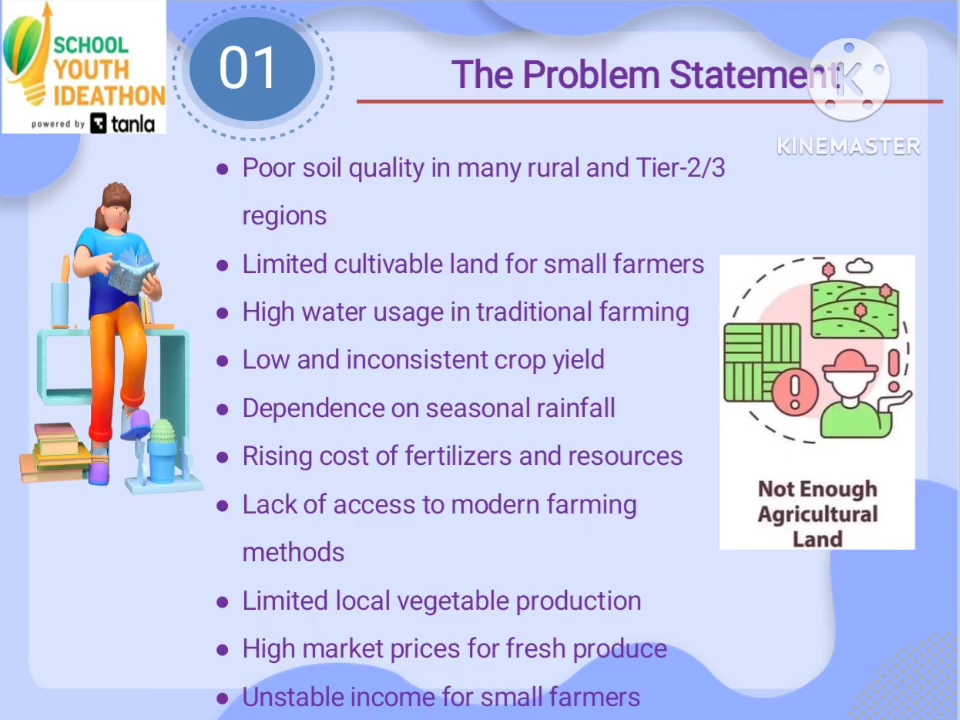 SCHOOL
YOUTH
IDEATHON
powered by tanla
01
The Problem Statement
KINEMASTER
● Poor soil quality in many rural and Tier-2/3
regions
● Limited cultivable land for small farmers
● High water usage in traditional farming
● Low and inconsistent crop yield
● Dependence on seasonal rainfall
● Rising cost of fertilizers and resources
● Lack of access to modern farming
methods
● Limited local vegetable production
● High market prices for fresh produce
● Unstable income for small farmers
Not Enough
Agricultural
Land